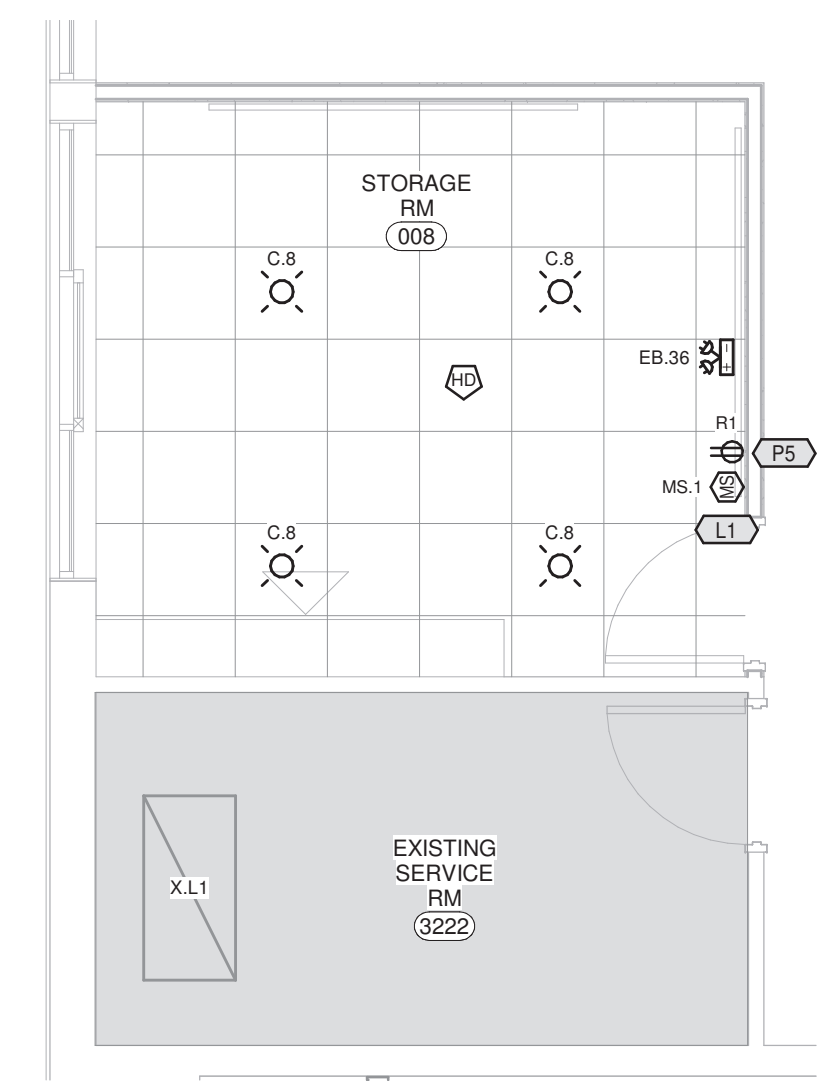 STORAGE
RM
008
C.8
C.8
EB.36
- +
HD
R1
P5
MS.1
MS
L1
C.8
C.8
EXISTING
SERVICE
RM
3222
X.L1